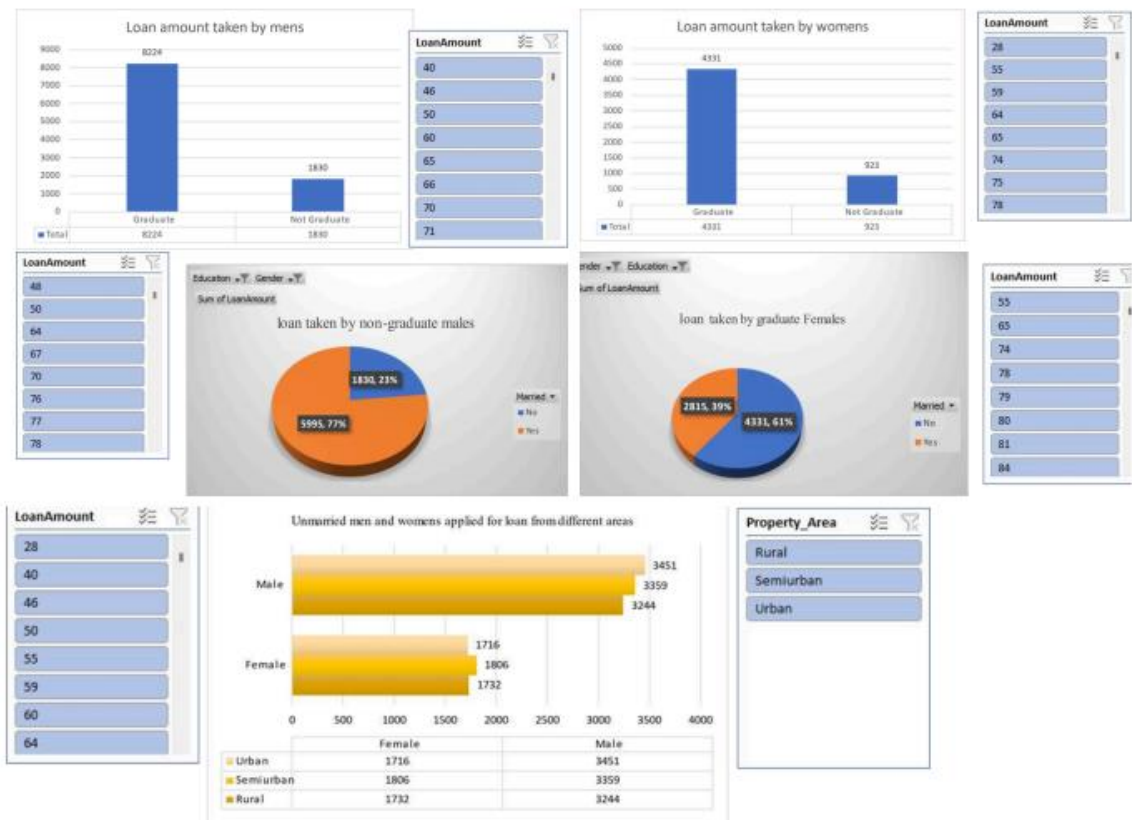 Loan amount taken by mens
9000
8000
7000
6000
5000
4000
3000
2000
1000
0
8224
1830
Graduate
Not Graduate
Total
8224
1830
LoanAmount
40
46
50
60
65
66
70
71
Loan amount taken by womens
5000
4500
4000
3500
3000
2500
2000
1500
1000
500
0
4331
923
Graduate
Not Graduate
Total
4331
923
LoanAmount
28
55
59
64
65
74
75
78
LoanAmount
48
50
64
67
70
76
77
78
Education Gender
Sum of LoanAmount
loan taken by non-graduate males
1830, 23%
5995, 77%
Married
No
Yes
ender Education
Sum of LoanAmount
loan taken by graduate Females
2815, 39%
4331, 61%
Married
No
Yes
LoanAmount
55
65
74
78
79
80
81
84
LoanAmount
28
40
46
50
55
59
60
64
Unmarried men and womens applied for loan from different areas
Male
3451
3359
3244
Female
1716
1806
1732
0 500 1000 1500 2000 2500 3000 3500 4000
Female Male
Urban 1716 3451
Semiurban 1806 3359
Rural 1732 3244
Property_Area
Rural
Semiurban
Urban